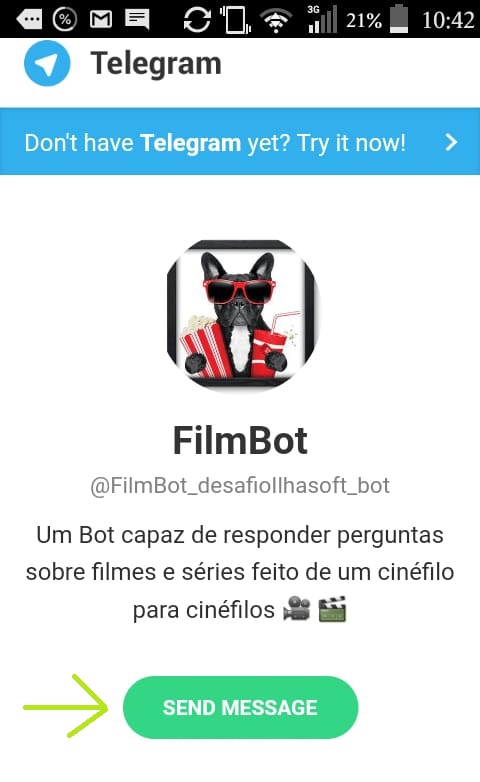 3G 21% 10:42
Telegram
Don't have Telegram yet? Try it now!
FilmBot
@FilmBot_desafioIlhasoft_bot
Um Bot capaz de responder perguntas
sobre filmes e séries feito de um cinéfilo
para cinéfilos 🎥 🎬
SEND MESSAGE